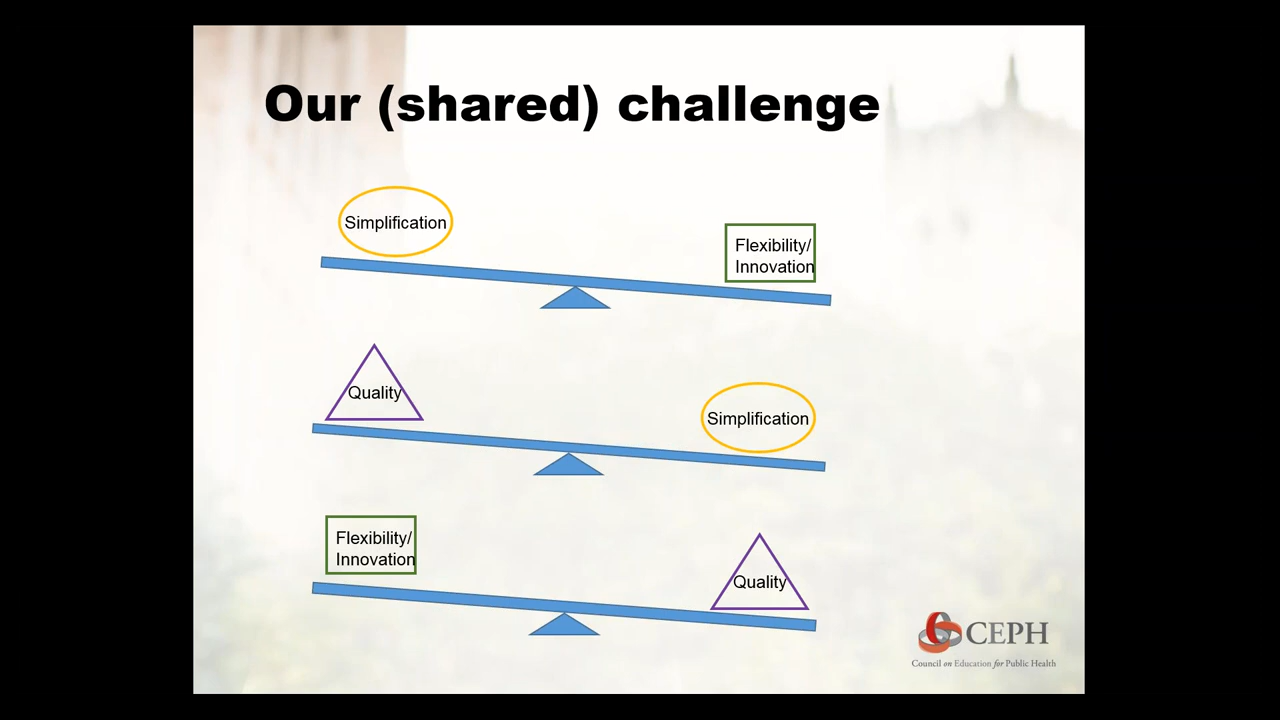 Our (shared) challenge
Simplification
Flexibility/
Innovation
Quality
Simplification
Flexibility/
Innovation
Quality
CEPH
Council on Education for Public Health